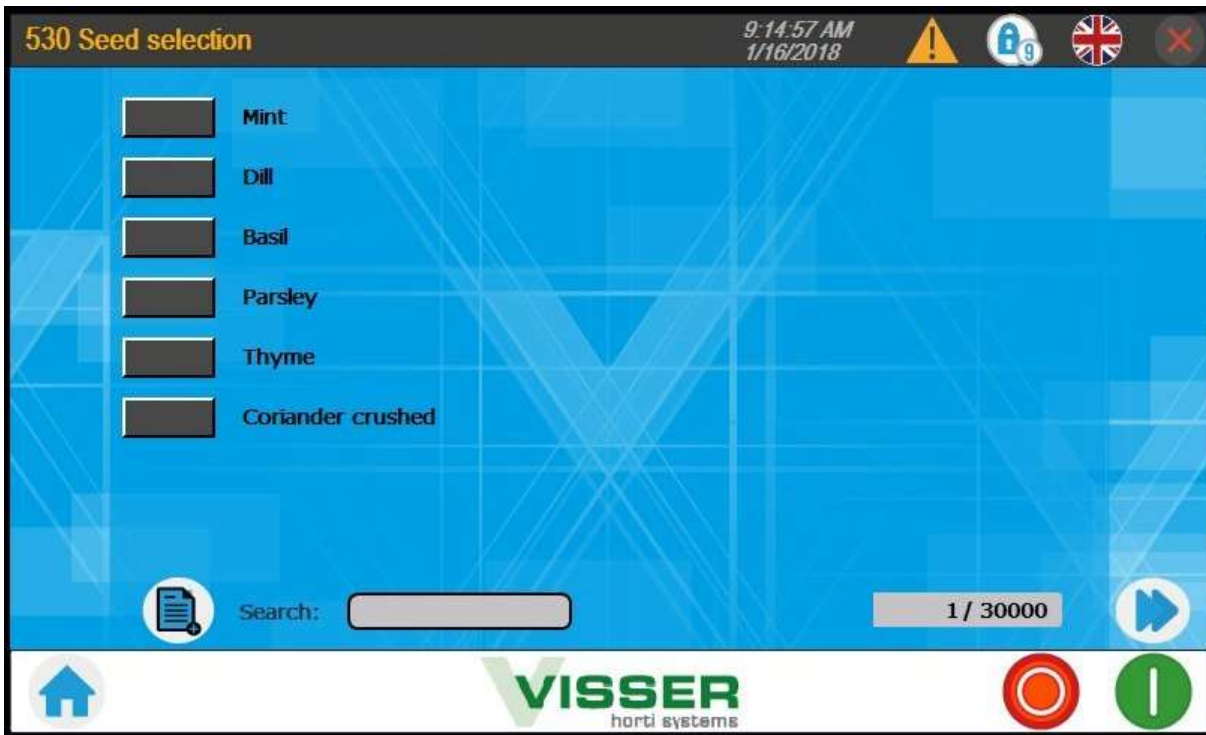 530 Seed selection
9:14:57 AM
1/16/2018
9
Mint
Dill
Basil
Parsley
Thyme
Coriander crushed
Search:
1 / 30000
VISSER
horti systems